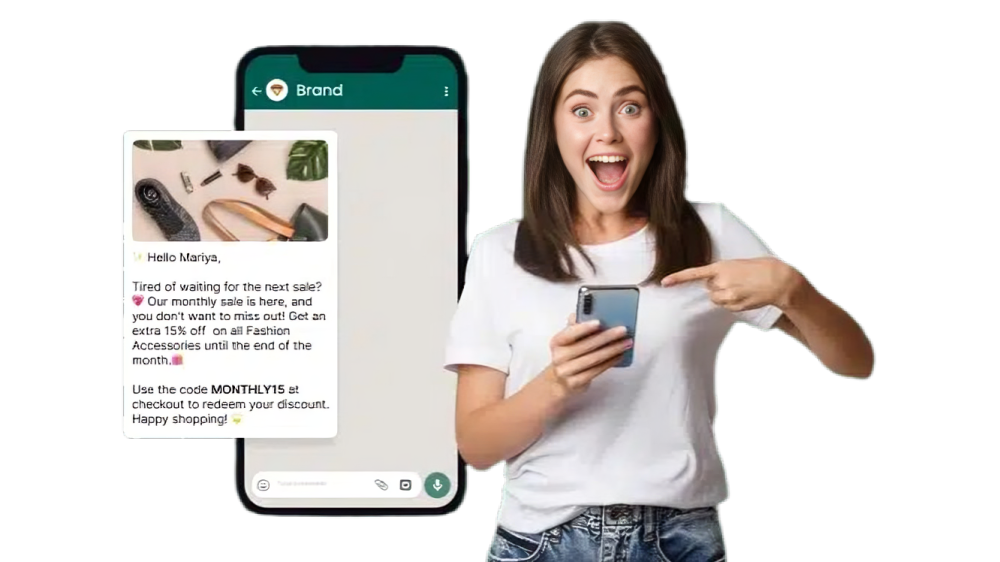 Brand
Hello Mariya,
Tired of waiting for the next sale?
💗 Our monthly sale is here, and
you don't want to miss out! Get an
extra 15% off on all Fashion
Accessories until the end of the
month.🛍️
Use the code MONTHLY15 at
checkout to redeem your discount.
Happy shopping!